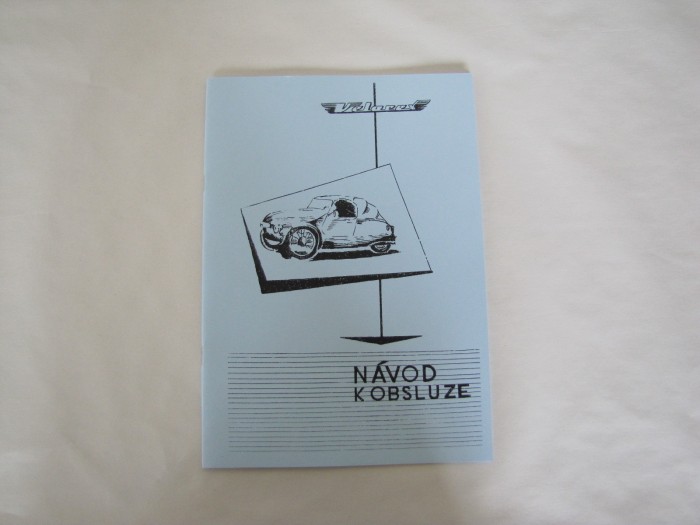 Velorex
NÁVOD
K OBSLUZE